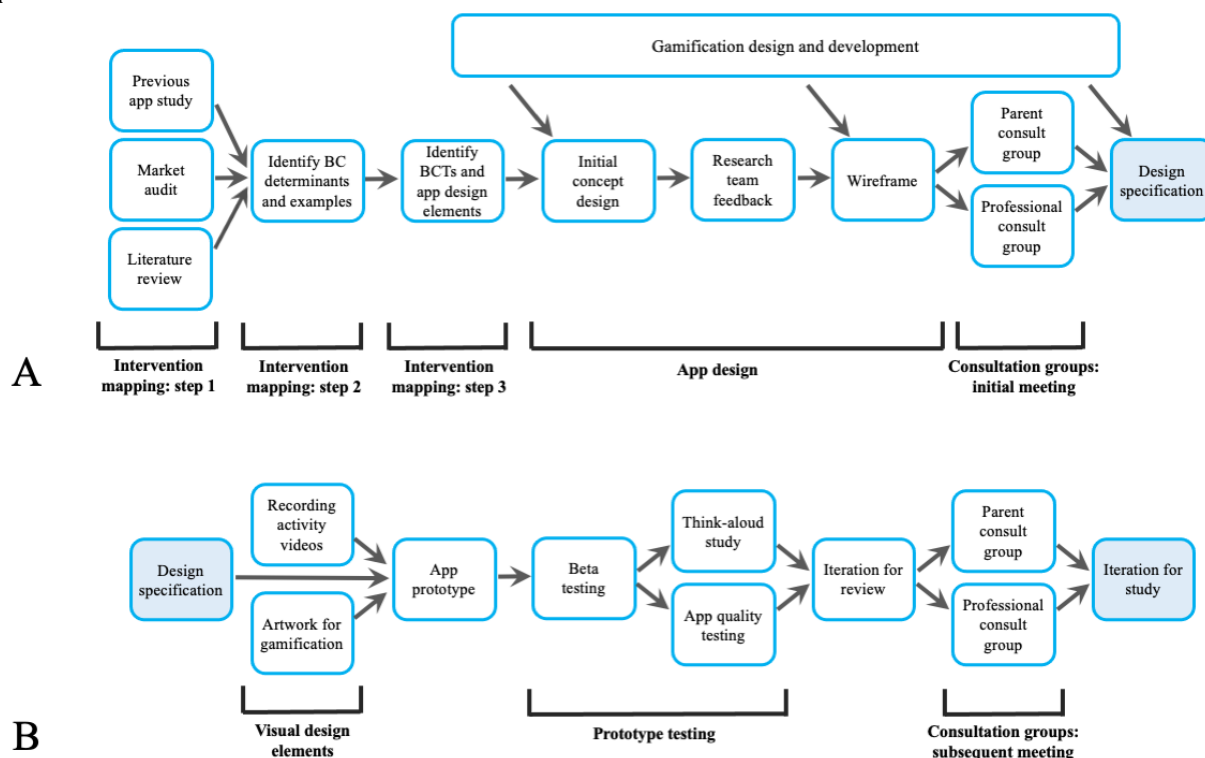 Gamification design and development
Previous
app study
Market
audit
Literature
review
Identify BC
determinants
and examples
Identify
BCTs and
app design
elements
Initial
concept
design
Research
team
feedback
Wireframe
Parent
consult
group
Professional
consult
group
Design
specification
A
Intervention
mapping: step 1
Intervention
mapping: step 2
Intervention
mapping: step 3
App design
Consultation groups:
initial meeting
Design
specification
Recording
activity
videos
Artwork for
gamification
App
prototype
Beta
testing
Think-aloud
study
App quality
testing
Iteration for
review
Parent
consult
group
Professional
consult
group
Iteration for
study
B
Visual design
elements
Prototype testing
Consultation groups:
subsequent meeting